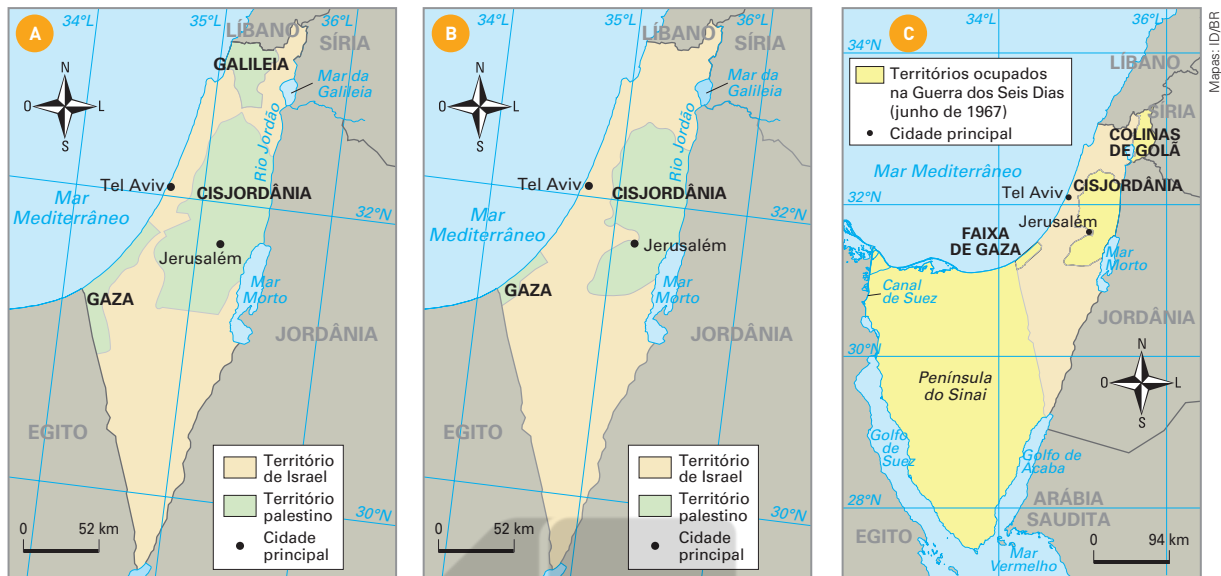 A
34°L
35°L
36°L
LÍBANO
SÍRIA
GALILEIA
Mar da
Galileia
N
O
L
S
Rio Jordão
Tel Aviv
CISJORDÂNIA
Mar
Mediterrâneo
32°N
Jerusalém
GAZA
Mar
Morto
JORDÂNIA
EGITO
Território
de Israel
Território
palestino
Cidade
principal
30°N
0 52 km
B
34°L
35°L
36°L
LÍBANO
SÍRIA
Mar da
Galileia
N
O
L
S
Rio Jordão
Tel Aviv
CISJORDÂNIA
Mar
Mediterrâneo
32°N
Jerusalém
GAZA
Mar
Morto
JORDÂNIA
EGITO
Território
de Israel
Território
palestino
Cidade
principal
30°N
0 52 km
C
34°L
36°L
34°N
LÍBANO
Territórios ocupados
na Guerra dos Seis Dias
(junho de 1967)
Cidade principal
SÍRIA
COLINAS
DE GOLÃ
Mar Mediterrâneo
Tel Aviv
CISJORDÂNIA
32°N
Jerusalém
FAIXA
DE GAZA
Mar
Morto
Canal
de Suez
JORDÂNIA
30°N
N
O
L
S
Península
do Sinai
Golfo
de
Suez
Golfo de
Acaba
28°N
ARÁBIA
SAUDITA
EGITO
Mar
Vermelho
0 94 km
Mapas: ID/BR